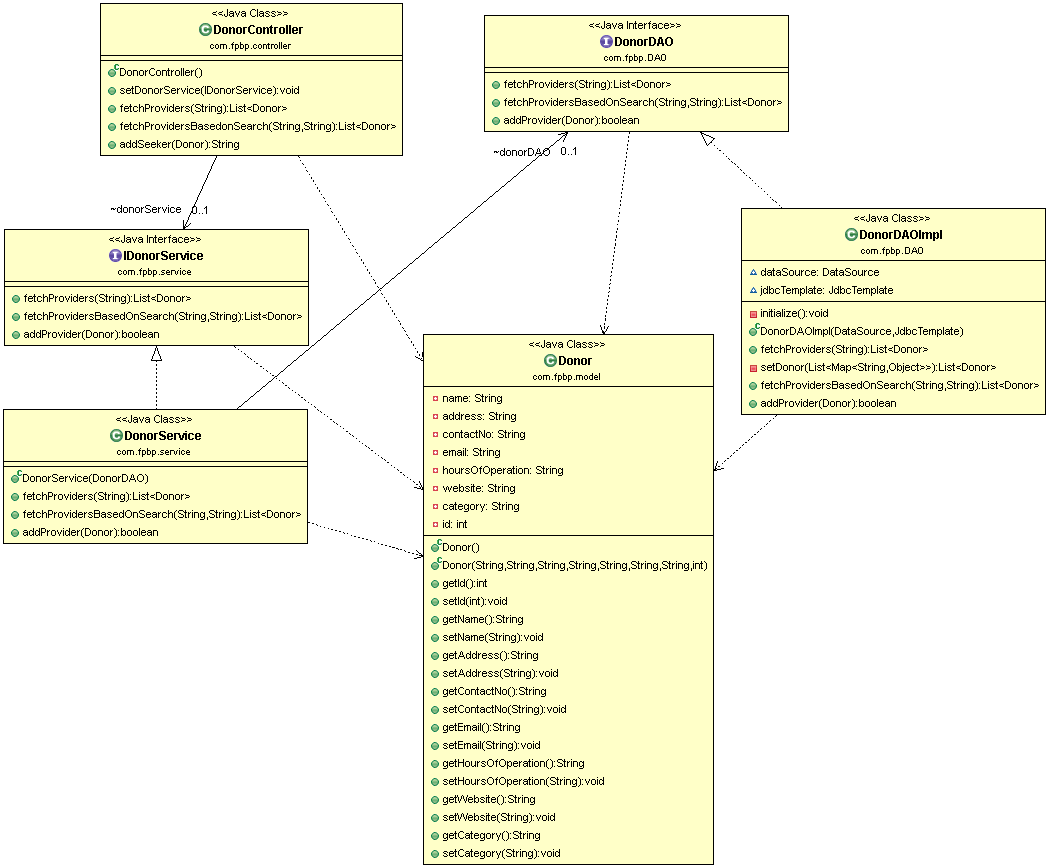 <<Java Class>>
DonorController
com.fpbp.controller
DonorController()
setDonorService(IDonorService):void
fetchProviders(String):List<Donor>
fetchProvidersBasedonSearch(String,String):List<Donor>
addSeeker(Donor):String
<<Java Interface>>
DonorDAO
com.fpbp.DAO
fetchProviders(String):List<Donor>
fetchProvidersBasedOnSearch(String,String):List<Donor>
addProvider(Donor):boolean
~donorDAO 0..1
~donorService 0..1
<<Java Interface>>
IDonorService
com.fpbp.service
fetchProviders(String):List<Donor>
fetchProvidersBasedOnSearch(String,String):List<Donor>
addProvider(Donor):boolean
<<Java Class>>
DonorDAOImpl
com.fpbp.DAO
dataSource: DataSource
jdbcTemplate: JdbcTemplate
initialize():void
DonorDAOImpl(DataSource,JdbcTemplate)
fetchProviders(String):List<Donor>
setDonor(List<Map<String,Object>>):List<Donor>
fetchProvidersBasedOnSearch(String,String):List<Donor>
addProvider(Donor):boolean
<<Java Class>>
DonorService
com.fpbp.service
DonorService(DonorDAO)
fetchProviders(String):List<Donor>
fetchProvidersBasedOnSearch(String,String):List<Donor>
addProvider(Donor):boolean
<<Java Class>>
Donor
com.fpbp.model
name: String
address: String
contactNo: String
email: String
hoursOfOperation: String
website: String
category: String
id: int
Donor()
Donor(String,String,String,String,String,String,String,int)
getId():int
setId(int):void
getName():String
setName(String):void
getAddress():String
setAddress(String):void
getContactNo():String
setContactNo(String):void
getEmail():String
setEmail(String):void
getHoursOfOperation():String
setHoursOfOperation(String):void
getWebsite():String
setWebsite(String):void
getCategory():String
setCategory(String):void